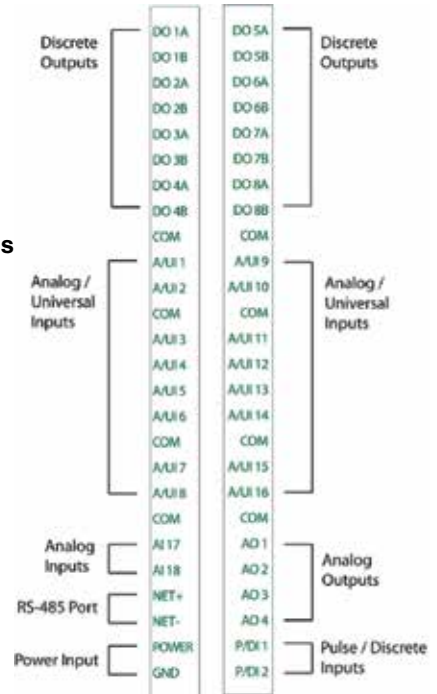 Discrete
Outputs
s
Analog /
Universal
Inputs
Analog
Inputs
RS-485 Port
Power Input
DO 1A
DO 1B
DO 2A
DO 2B
DO 3A
DO 3B
DO 4A
DO 4B
COM
A/UI 1
A/UI 2
COM
A/UI 3
A/UI 4
A/UI 5
A/UI 6
COM
A/UI 7
A/UI 8
COM
AI 17
AI 18
NET+
NET-
POWER
GND
DO 5A
DO 5B
DO 6A
DO 6B
DO 7A
DO 7B
DO 8A
DO 8B
COM
A/UI 9
A/UI 10
COM
A/UI 11
A/UI 12
A/UI 13
A/UI 14
COM
A/UI 15
A/UI 16
COM
AO 1
AO 2
AO 3
AO 4
P/DI 1
P/DI 2
Discrete
Outputs
Analog /
Universal
Inputs
Analog
Outputs
Pulse / Discrete
Inputs